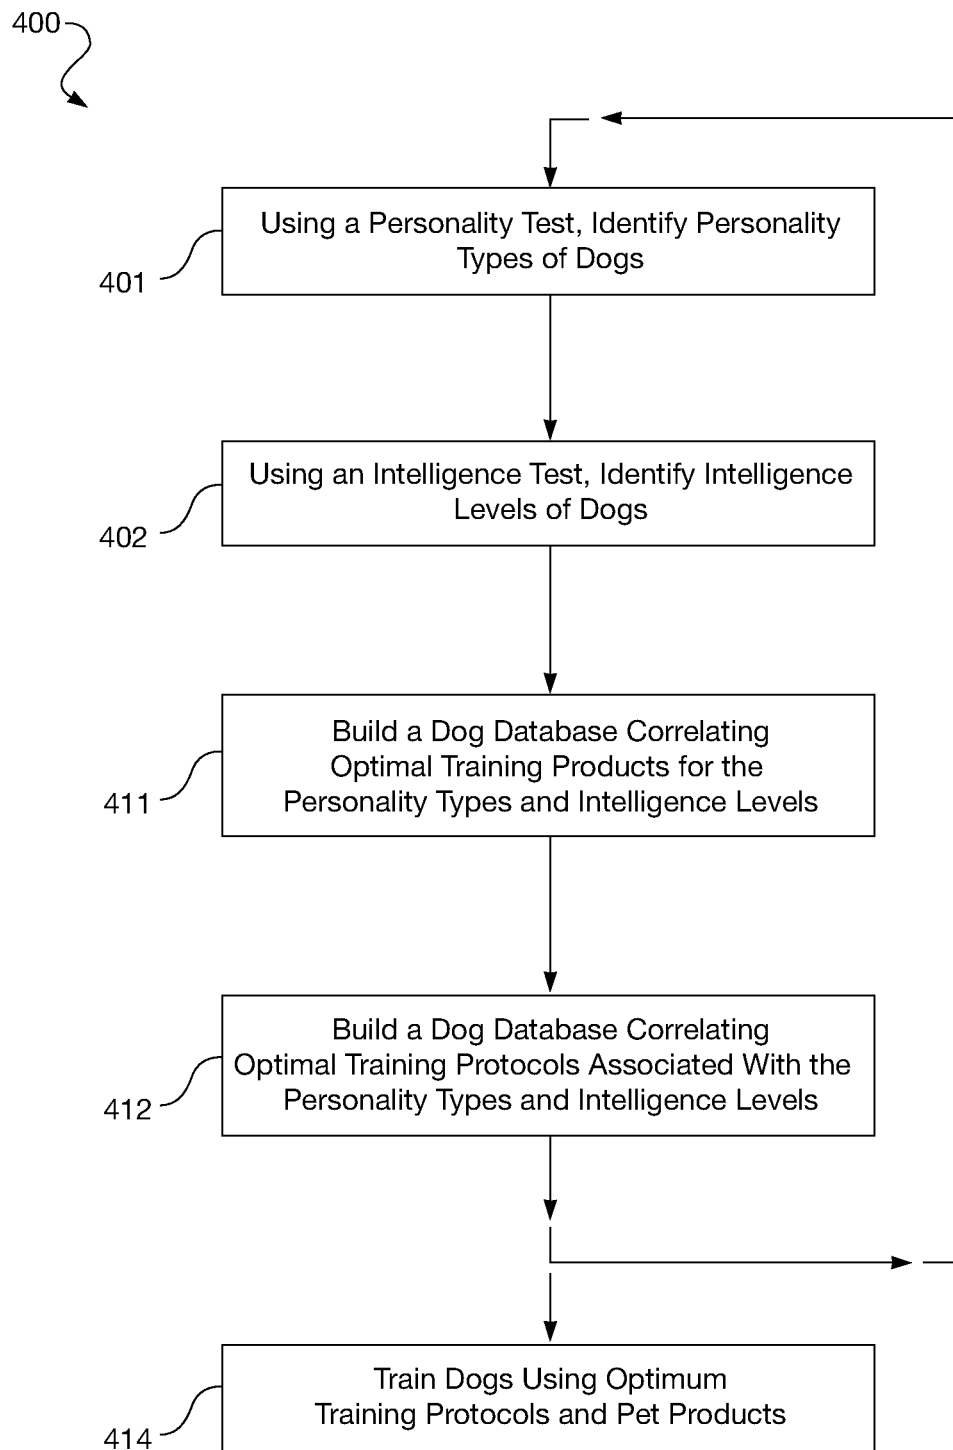 400
Using a Personality Test, Identify Personality
Types of Dogs
401
Using an Intelligence Test, Identify Intelligence
Levels of Dogs
402
Build a Dog Database Correlating
Optimal Training Products for the
Personality Types and Intelligence Levels
411
Build a Dog Database Correlating
Optimal Training Protocols Associated With the
Personality Types and Intelligence Levels
412
Train Dogs Using Optimum
Training Protocols and Pet Products
414